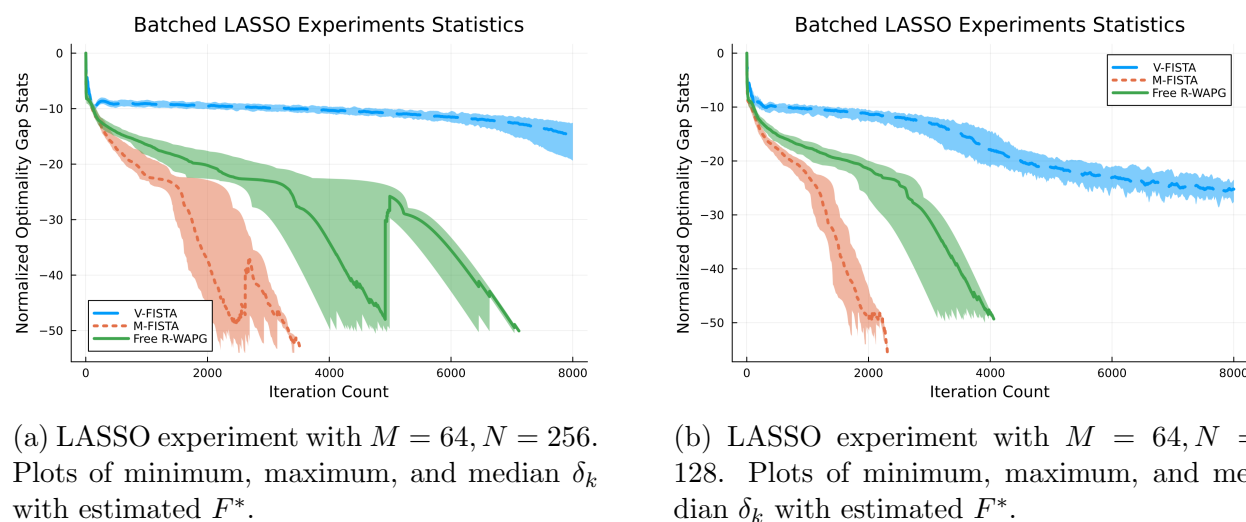 Batched LASSO Experiments Statistics
Normalized Optimality Gap Stats
0
−10
−20
−30
−40
−50
V-FISTA
M-FISTA
Free R-WAPG
0 2000 4000 6000 8000
Iteration Count
(a) LASSO experiment with M = 64, N = 256.
Plots of minimum, maximum, and median δk
with estimated F*.
Batched LASSO Experiments Statistics
Normalized Optimality Gap Stats
0
−10
−20
−30
−40
−50
V-FISTA
M-FISTA
Free R-WAPG
0 2000 4000 6000 8000
Iteration Count
(b) LASSO experiment with M = 64, N =
128. Plots of minimum, maximum, and me-
dian δk with estimated F*.